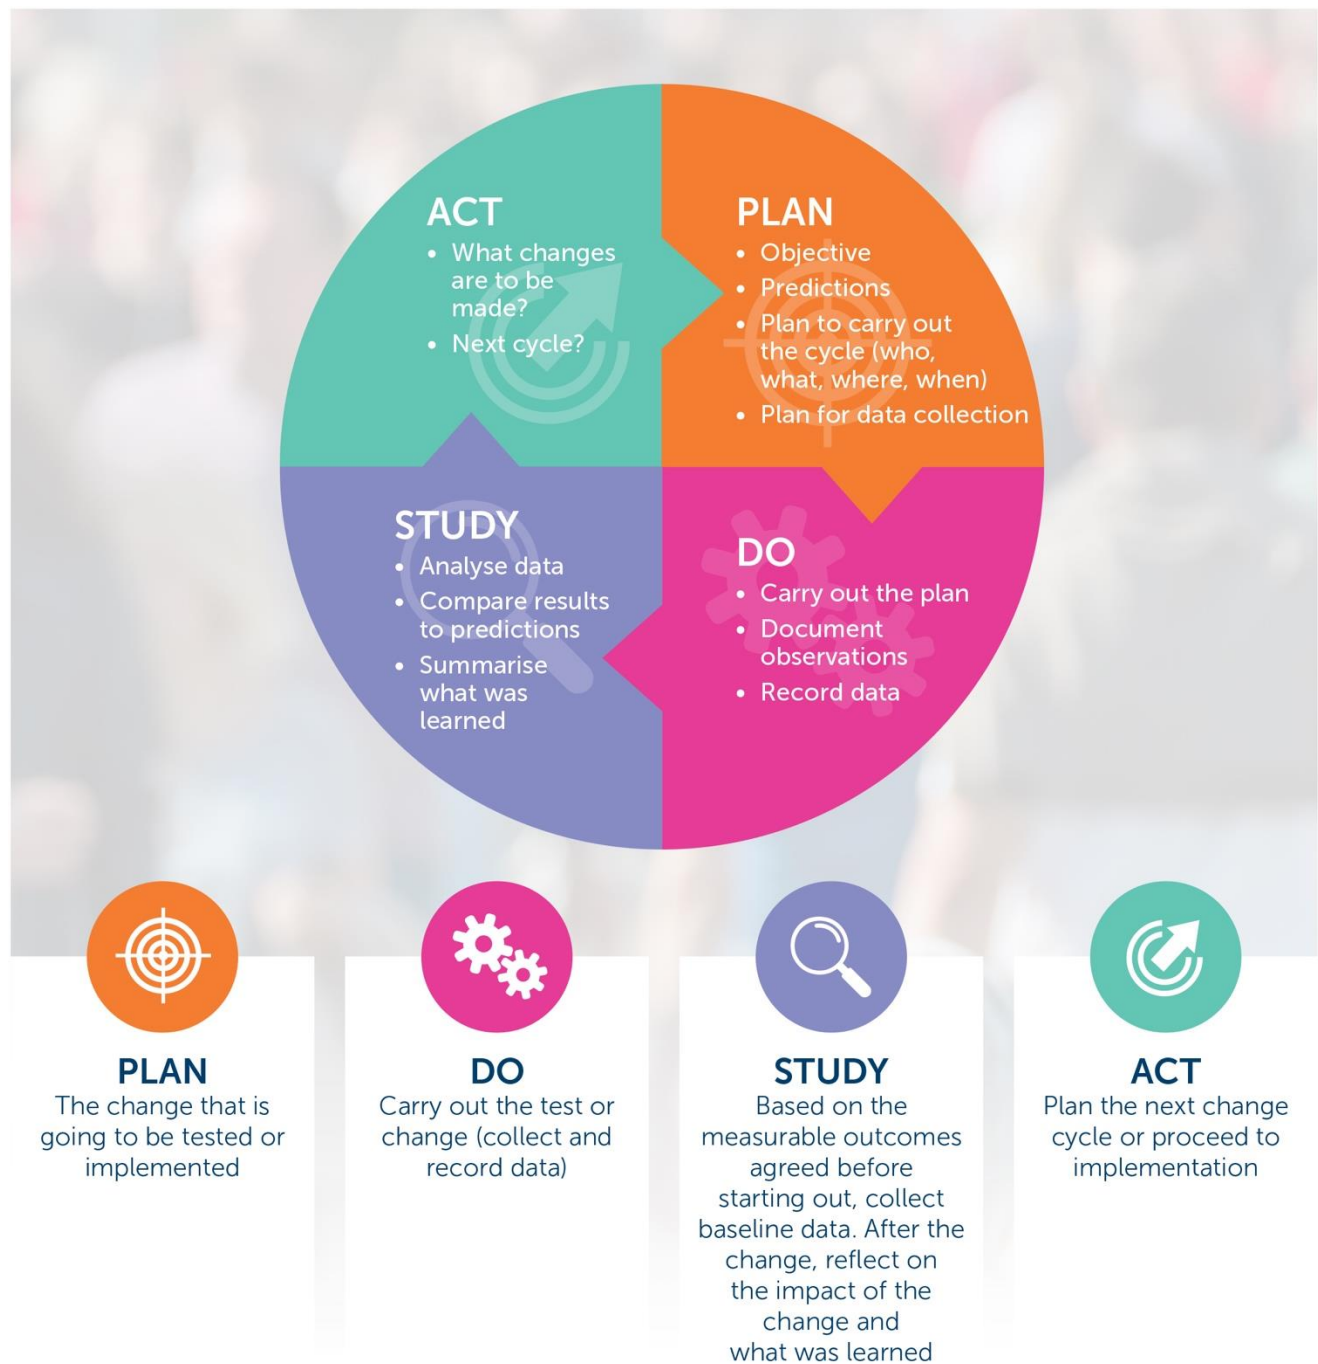 ACT
• What changes
are to be
made?
• Next cycle?
PLAN
• Objective
• Predictions
• Plan to carry out
the cycle (who,
what, where, when)
• Plan for data collection
STUDY
• Analyse data
• Compare results
to predictions
• Summarise
what was
learned
DO
• Carry out the plan
• Document
observations
• Record data
PLAN
The change that is
going to be tested or
implemented
DO
Carry out the test or
change (collect and
record data)
STUDY
Based on the
measurable outcomes
agreed before
starting out, collect
baseline data. After the
change, reflect on
the impact of the
change and
what was learned
ACT
Plan the next change
cycle or proceed to
implementation